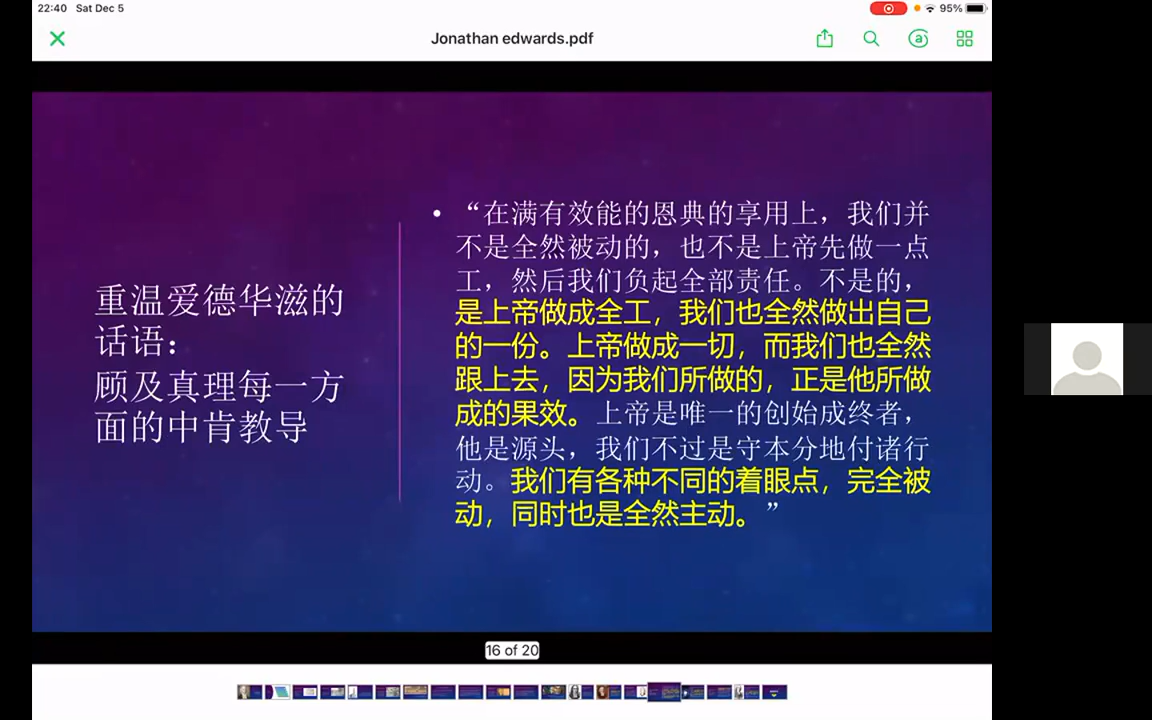 22:40 Sat Dec 5
95%
Jonathan edwards.pdf
重温爱德华滋的
话语：
顾及真理每一方
面的中肯教导
• “在满有效能的恩典的享用上，我们并
不是全然被动的，也不是上帝先做一点
工，然后我们负起全部责任。不是的，
是上帝做成全工，我们也全然做出自己
的一份。上帝做成一切，而我们也全然
跟上去，因为我们所做的，正是他所做
成的果效。上帝是唯一的创始成终者，
他是源头，我们不过是守本分地付诸行
动。我们有各种不同的着眼点，完全被
动，同时也是全然主动。”
16 of 20